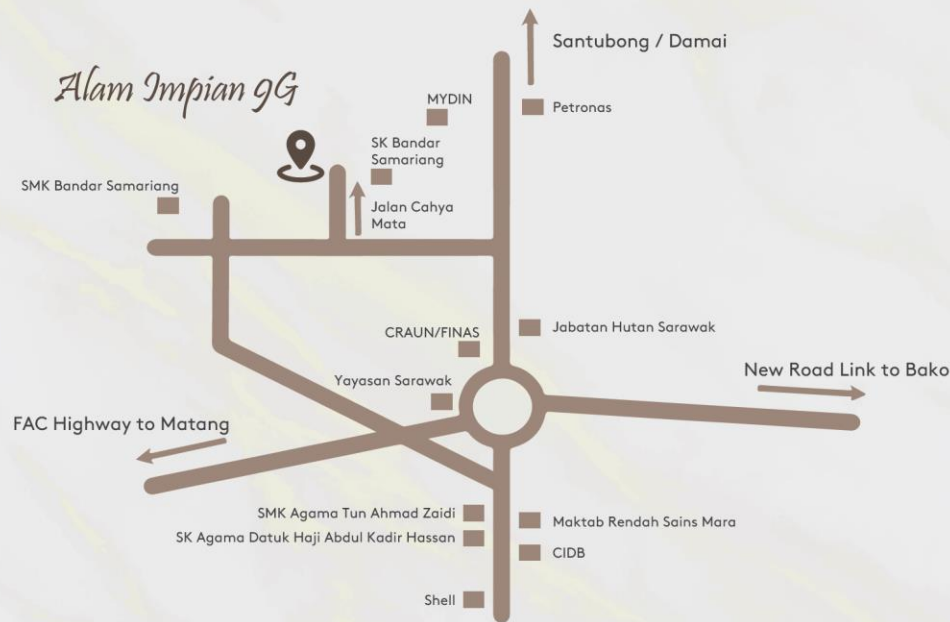 Santubong / Damai
Alam Impian 9G
MYDIN
Petronas
SK Bandar
Samariang
SMK Bandar Samariang
Jalan Cahya
Mata
CRAUN/FINAS
Jabatan Hutan Sarawak
Yayasan Sarawak
New Road Link to Bako
FAC Highway to Matang
SMK Agama Tun Ahmad Zaidi
Maktab Rendah Sains Mara
SK Agama Datuk Haji Abdul Kadir Hassan
CIDB
Shell